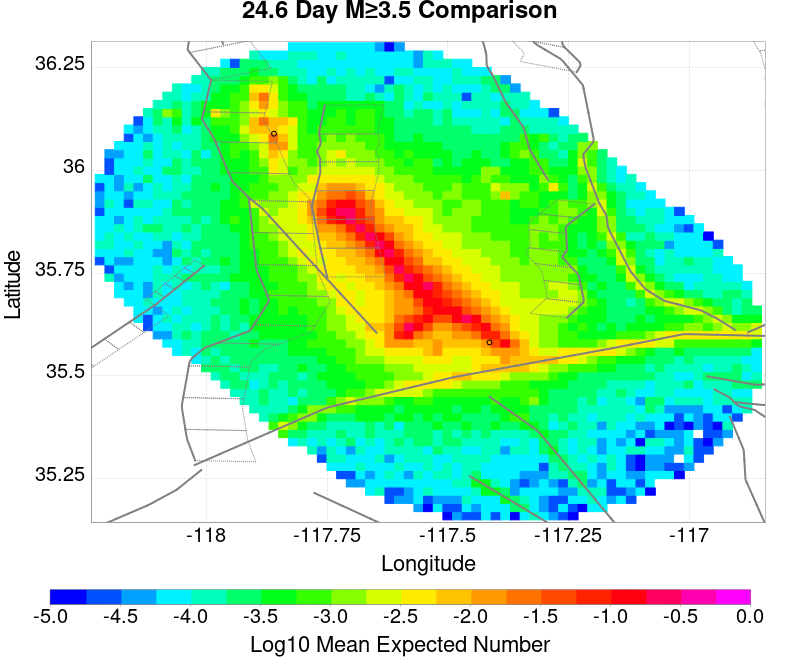 24.6 Day M≥3.5 Comparison
36.25
36
35.75
35.5
35.25
Latitude
-118 -117.75 -117.5 -117.25 -117
Longitude
-5.0 -4.5 -4.0 -3.5 -3.0 -2.5 -2.0 -1.5 -1.0 -0.5 0.0
Log10 Mean Expected Number